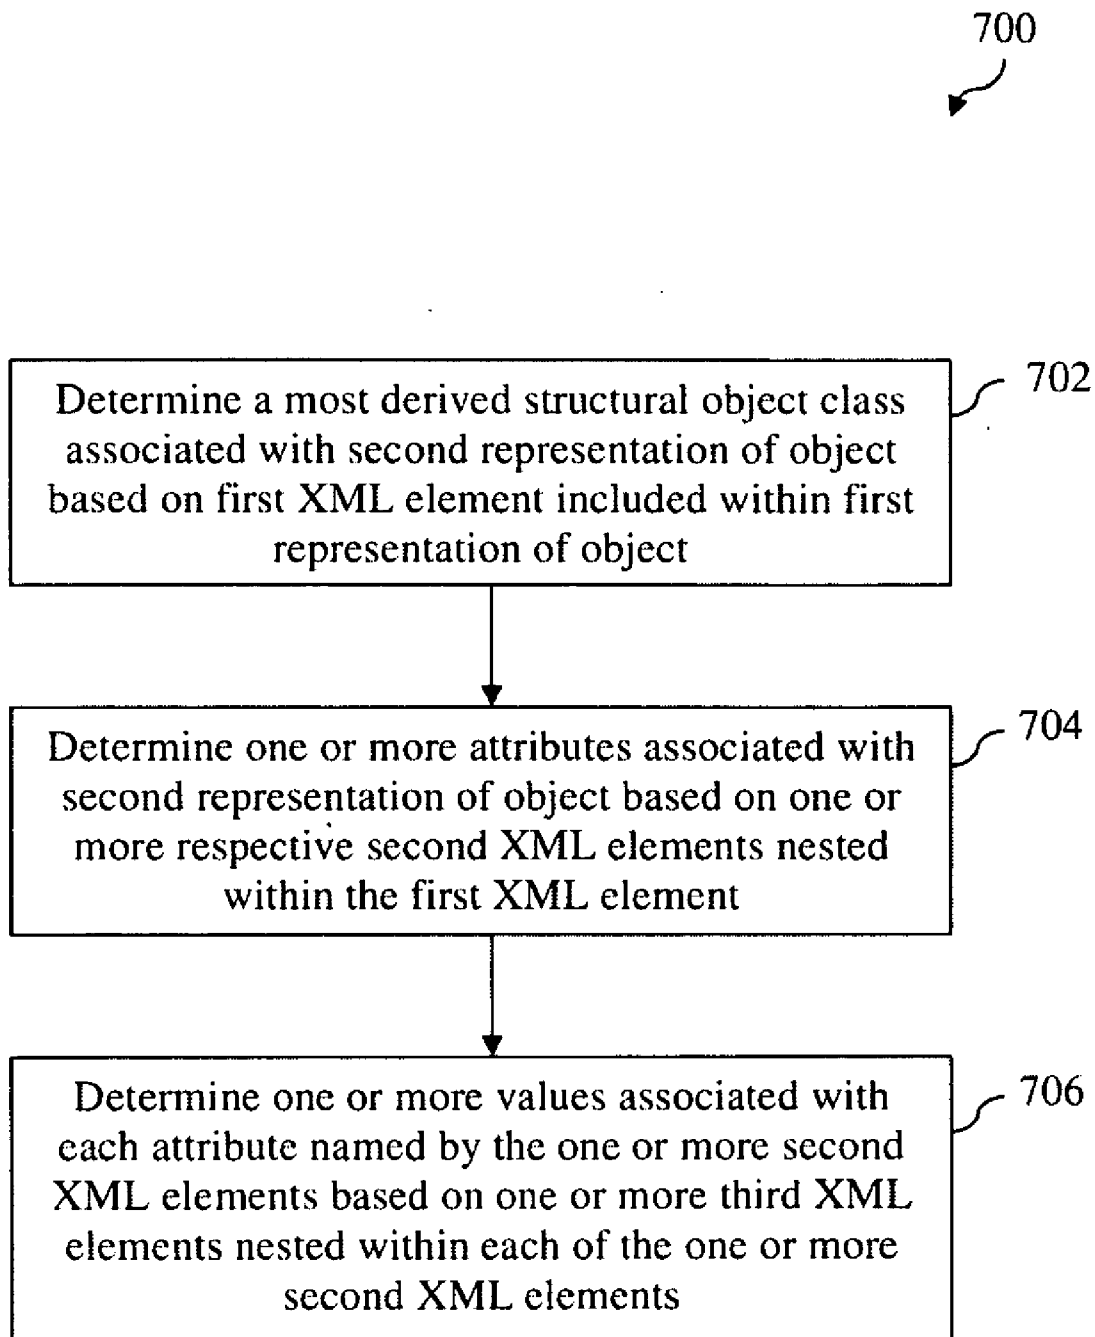 700
Determine a most derived structural object class
associated with second representation of object
based on first XML element included within first
representation of object
702
Determine one or more attributes associated with
second representation of object based on one or
more respective second XML elements nested
within the first XML element
704
Determine one or more values associated with
each attribute named by the one or more second
XML elements based on one or more third XML
elements nested within each of the one or more
second XML elements
706